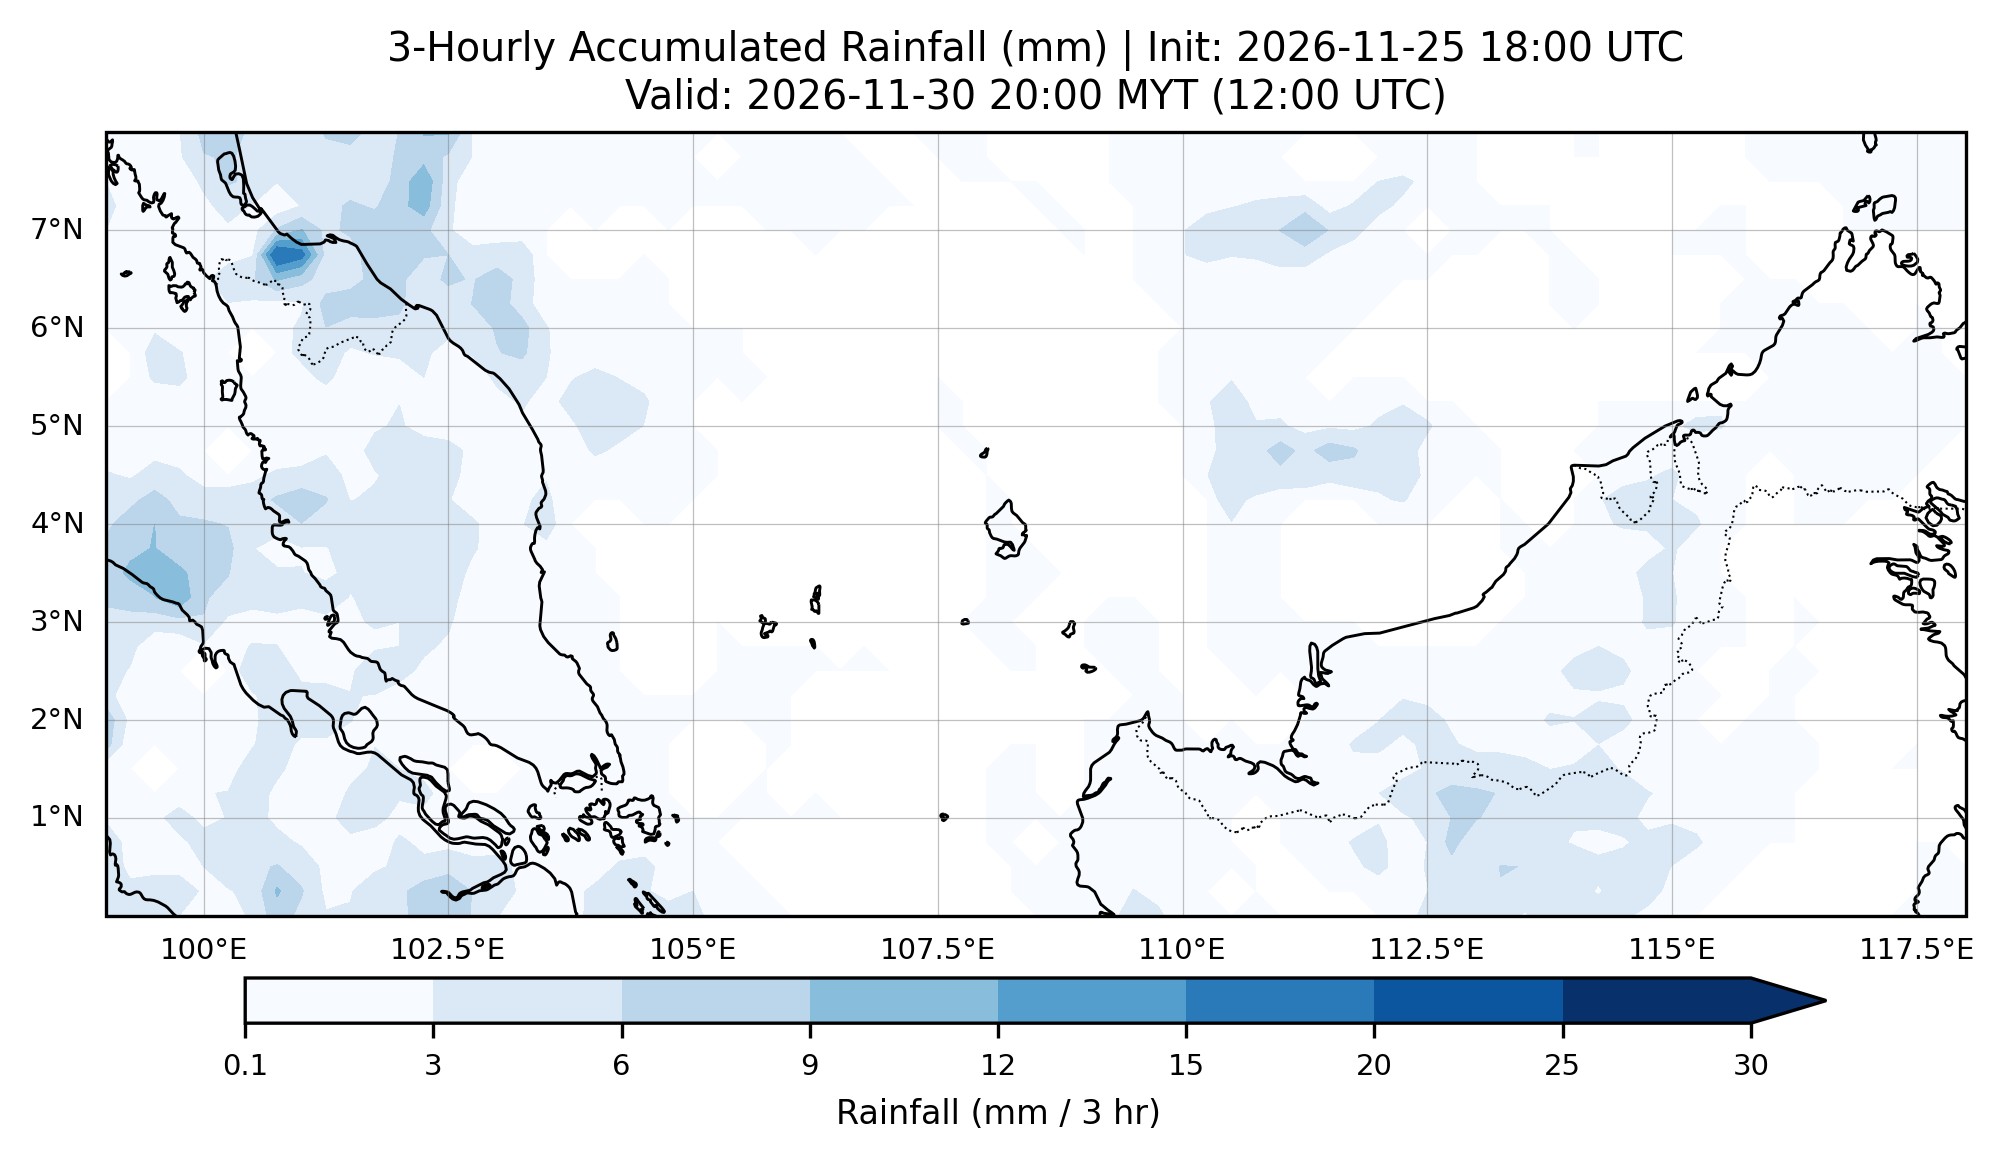 3-Hourly Accumulated Rainfall (mm) | Init: 2026-11-25 18:00 UTC
Valid: 2026-11-30 20:00 MYT (12:00 UTC)
7°N
6°N
5°N
4°N
3°N
2°N
1°N
100°E 102.5°E 105°E 107.5°E 110°E 112.5°E 115°E 117.5°E
0.1 3 6 9 12 15 20 25 30
Rainfall (mm / 3 hr)